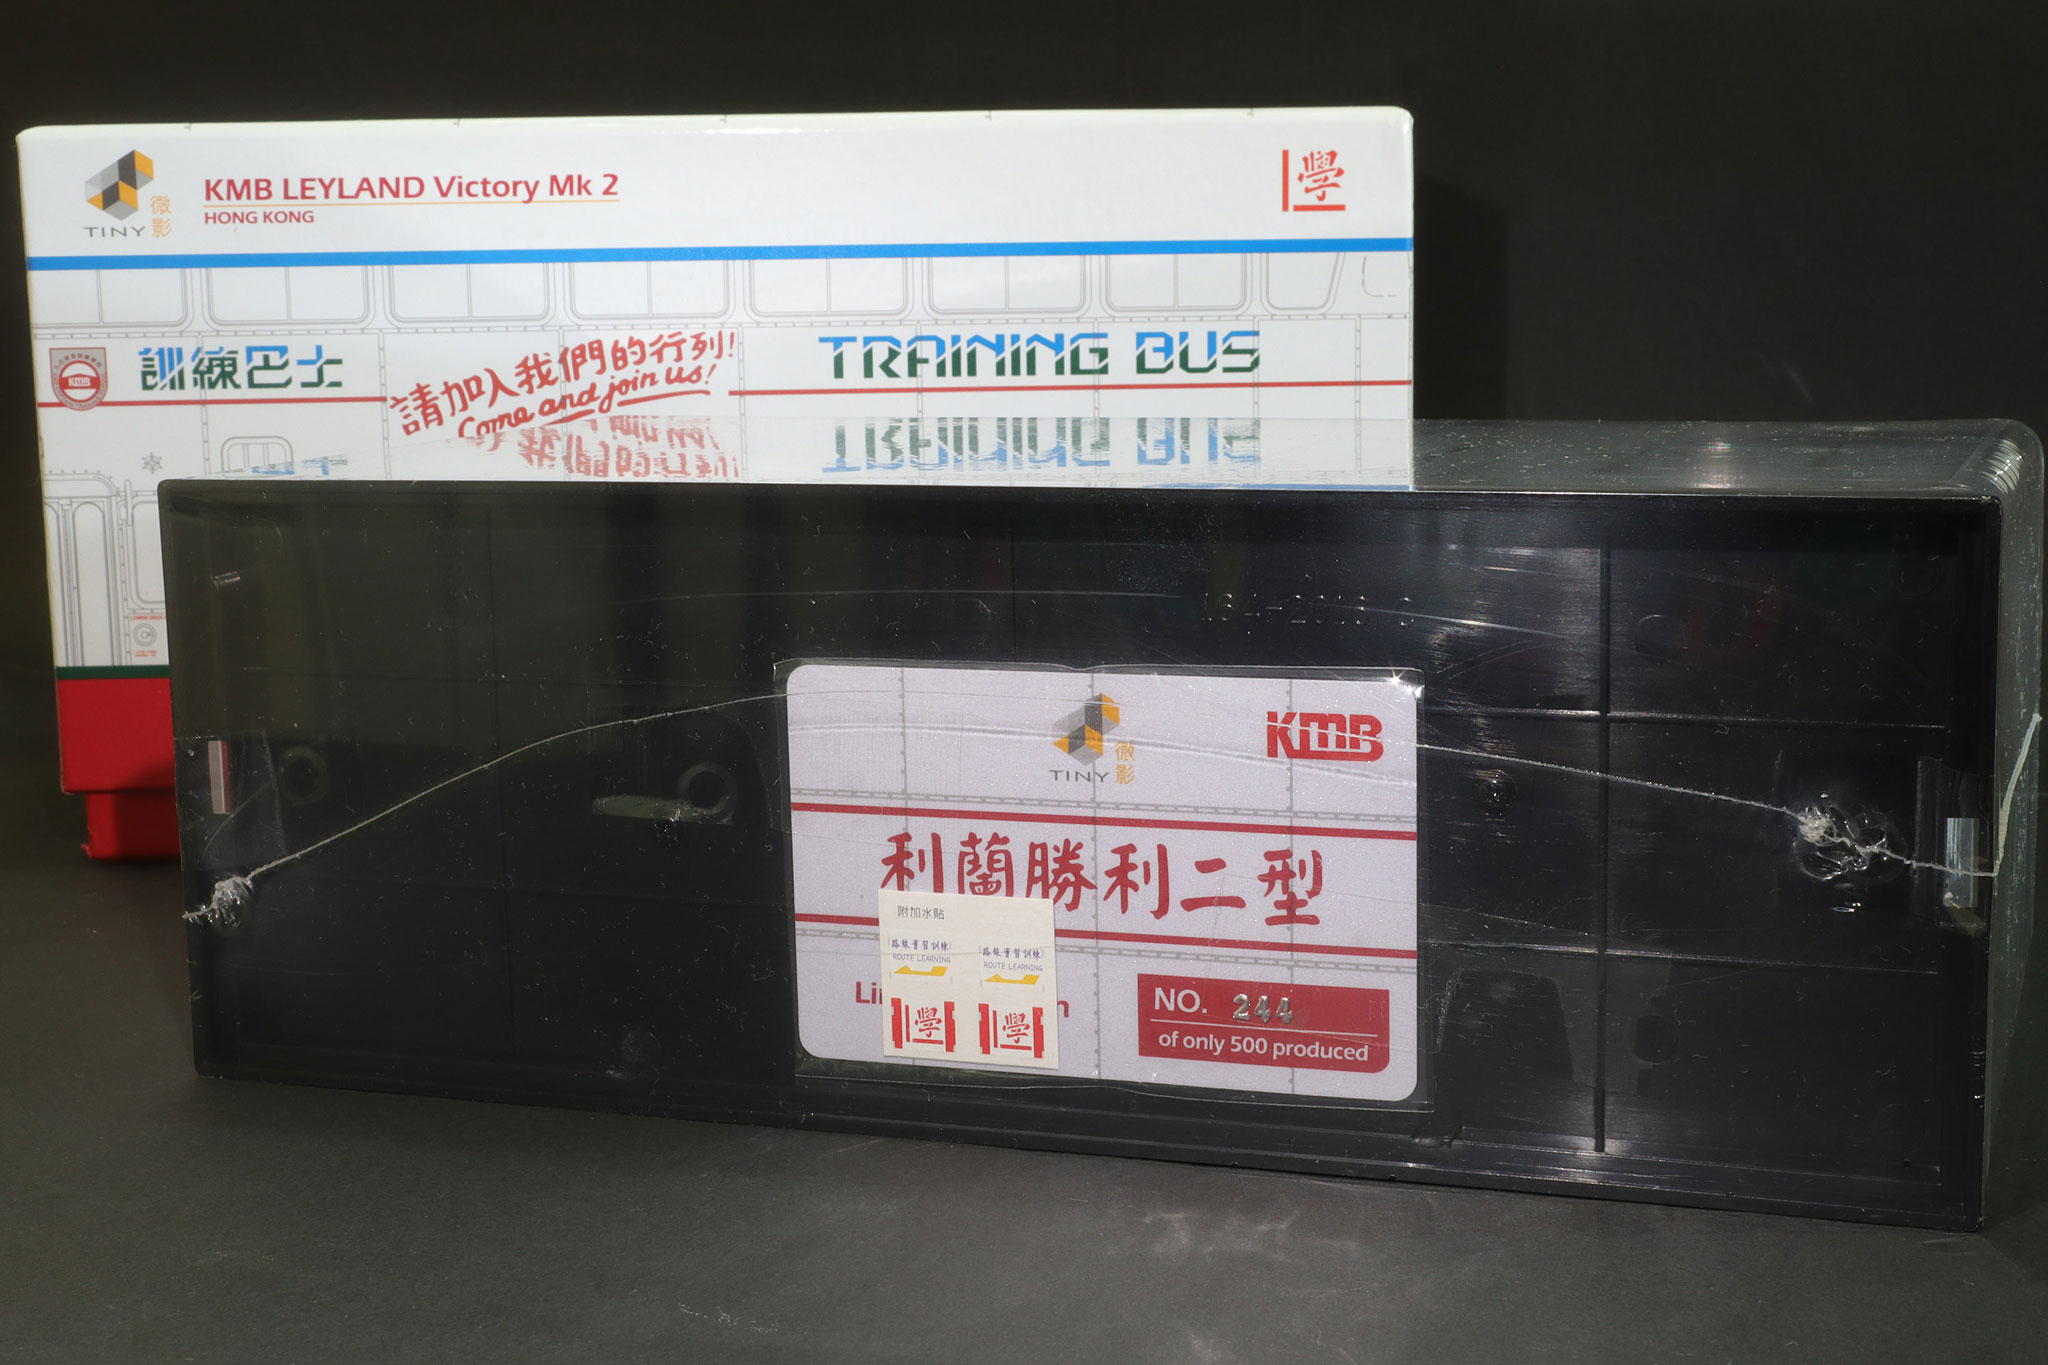 TINY 微影
KMB LEYLAND Victory Mk 2
HONG KONG
學
KMB
訓練巴士
請加入我們的行列!
Come and join us!
TRAINING BUS
TINY 微影
KMB
利蘭勝利二型
附加水貼
路線實習訓練
ROUTE LEARNING
路線實習訓練
ROUTE LEARNING
學
學
NO. 244
of only 500 produced